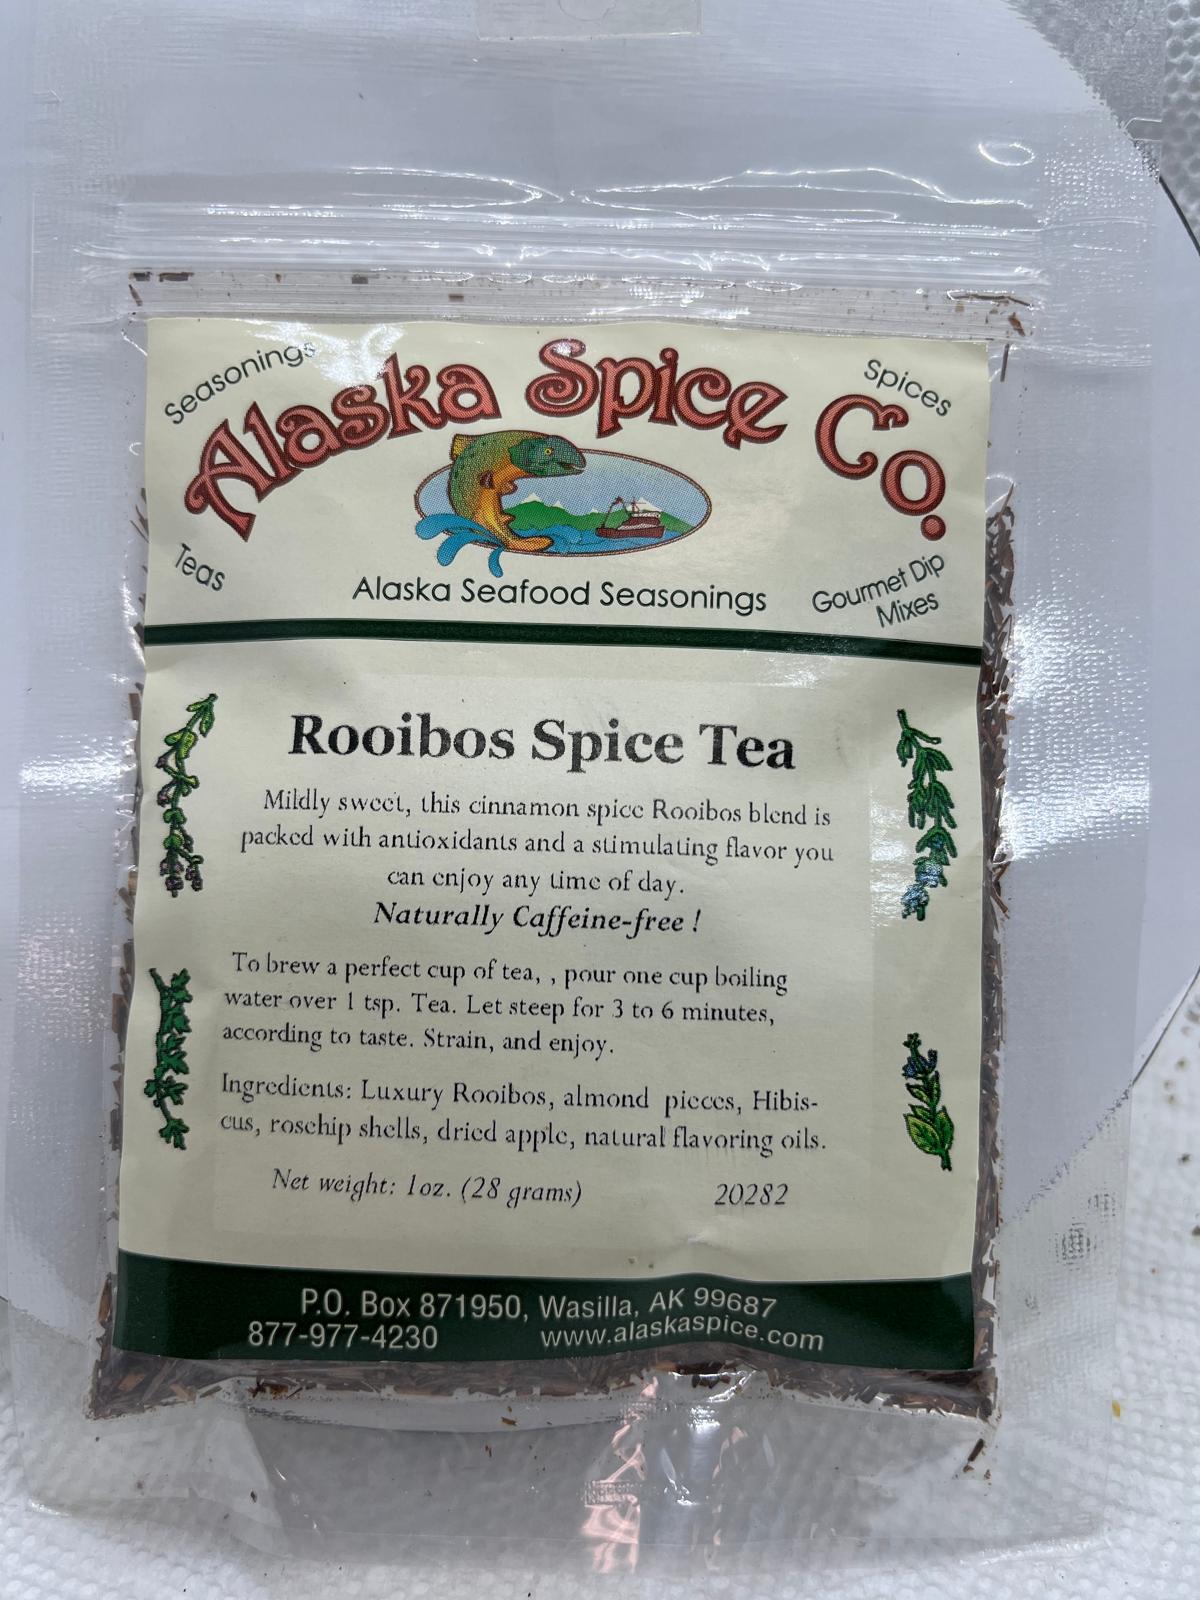 Seasonings
Spices
Alaska Spice Co.
Teas
Alaska Seafood Seasonings
Gourmet Dip
Mixes
Rooibos Spice Tea
Mildly sweet, this cinnamon spice Rooibos blend is
packed with antioxidants and a stimulating flavor you
can enjoy any time of day.
Naturally Caffeine-free !
To brew a perfect cup of tea, , pour one cup boiling
water over 1 tsp. Tea. Let steep for 3 to 6 minutes,
according to taste. Strain, and enjoy.
Ingredients: Luxury Rooibos, almond pieces, Hibis-
cus, rosehip shells, dried apple, natural flavoring oils.
Net weight: 1oz. (28 grams) 20282
P.O. Box 871950, Wasilla, AK 99687
877-977-4230 www.alaskaspice.com